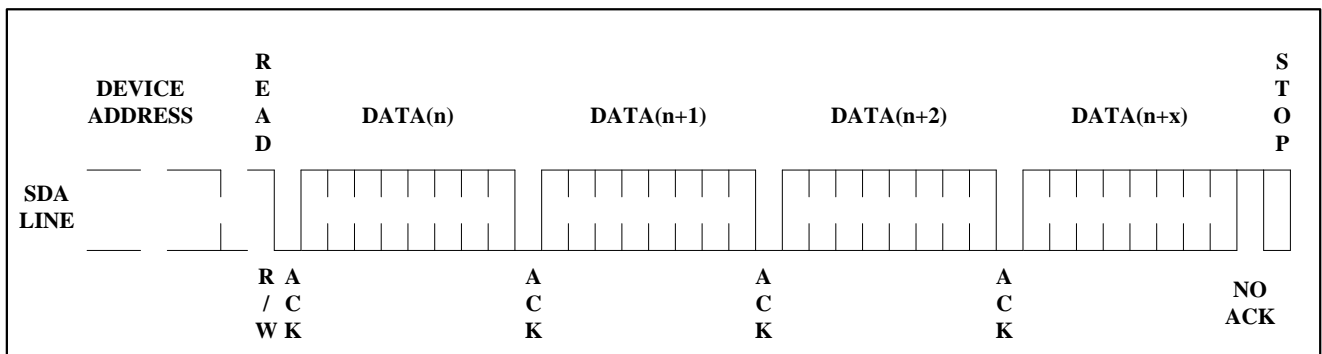 READ
STOP
DEVICE
ADDRESS
DATA(n)
DATA(n+1)
DATA(n+2)
DATA(n+x)
SDA
LINE
R/W
ACK
ACK
ACK
ACK
NO
ACK